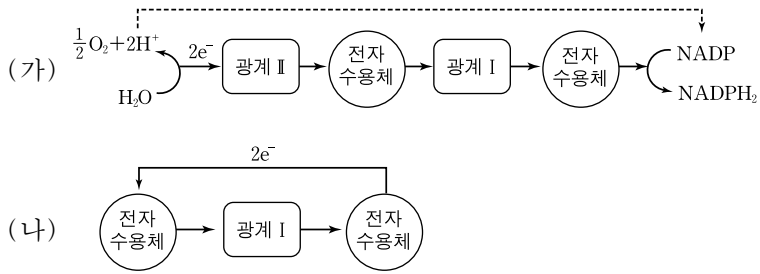 (가)
½O₂+2H⁺
H₂O
2e⁻
광계 Ⅱ
전자
수용체
광계 Ⅰ
전자
수용체
NADP
NADPH₂
(나)
2e⁻
전자
수용체
광계 Ⅰ
전자
수용체